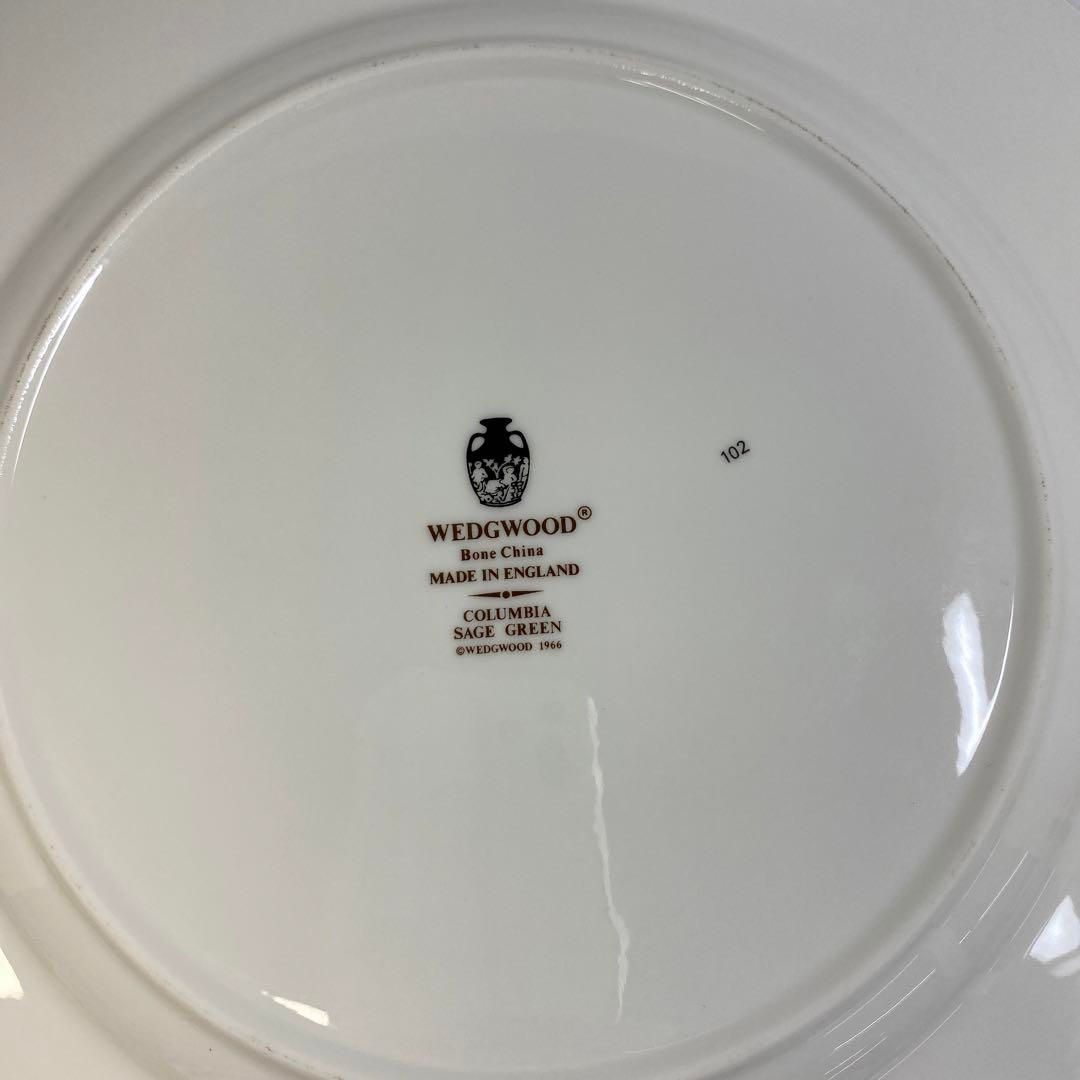 WEDGWOOD®
Bone China
MADE IN ENGLAND
COLUMBIA
SAGE GREEN
©WEDGWOOD 1966
102